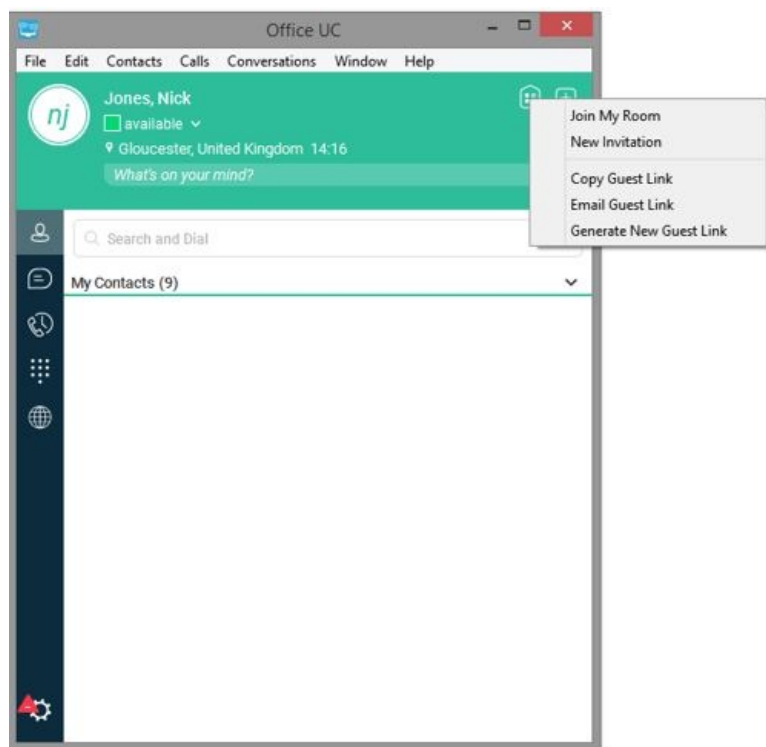 Office UC
File Edit Contacts Calls Conversations Window Help
nj
Jones, Nick
available
Gloucester, United Kingdom 14:16
What's on your mind?
Join My Room
New Invitation
Copy Guest Link
Email Guest Link
Generate New Guest Link
Search and Dial
My Contacts (9)